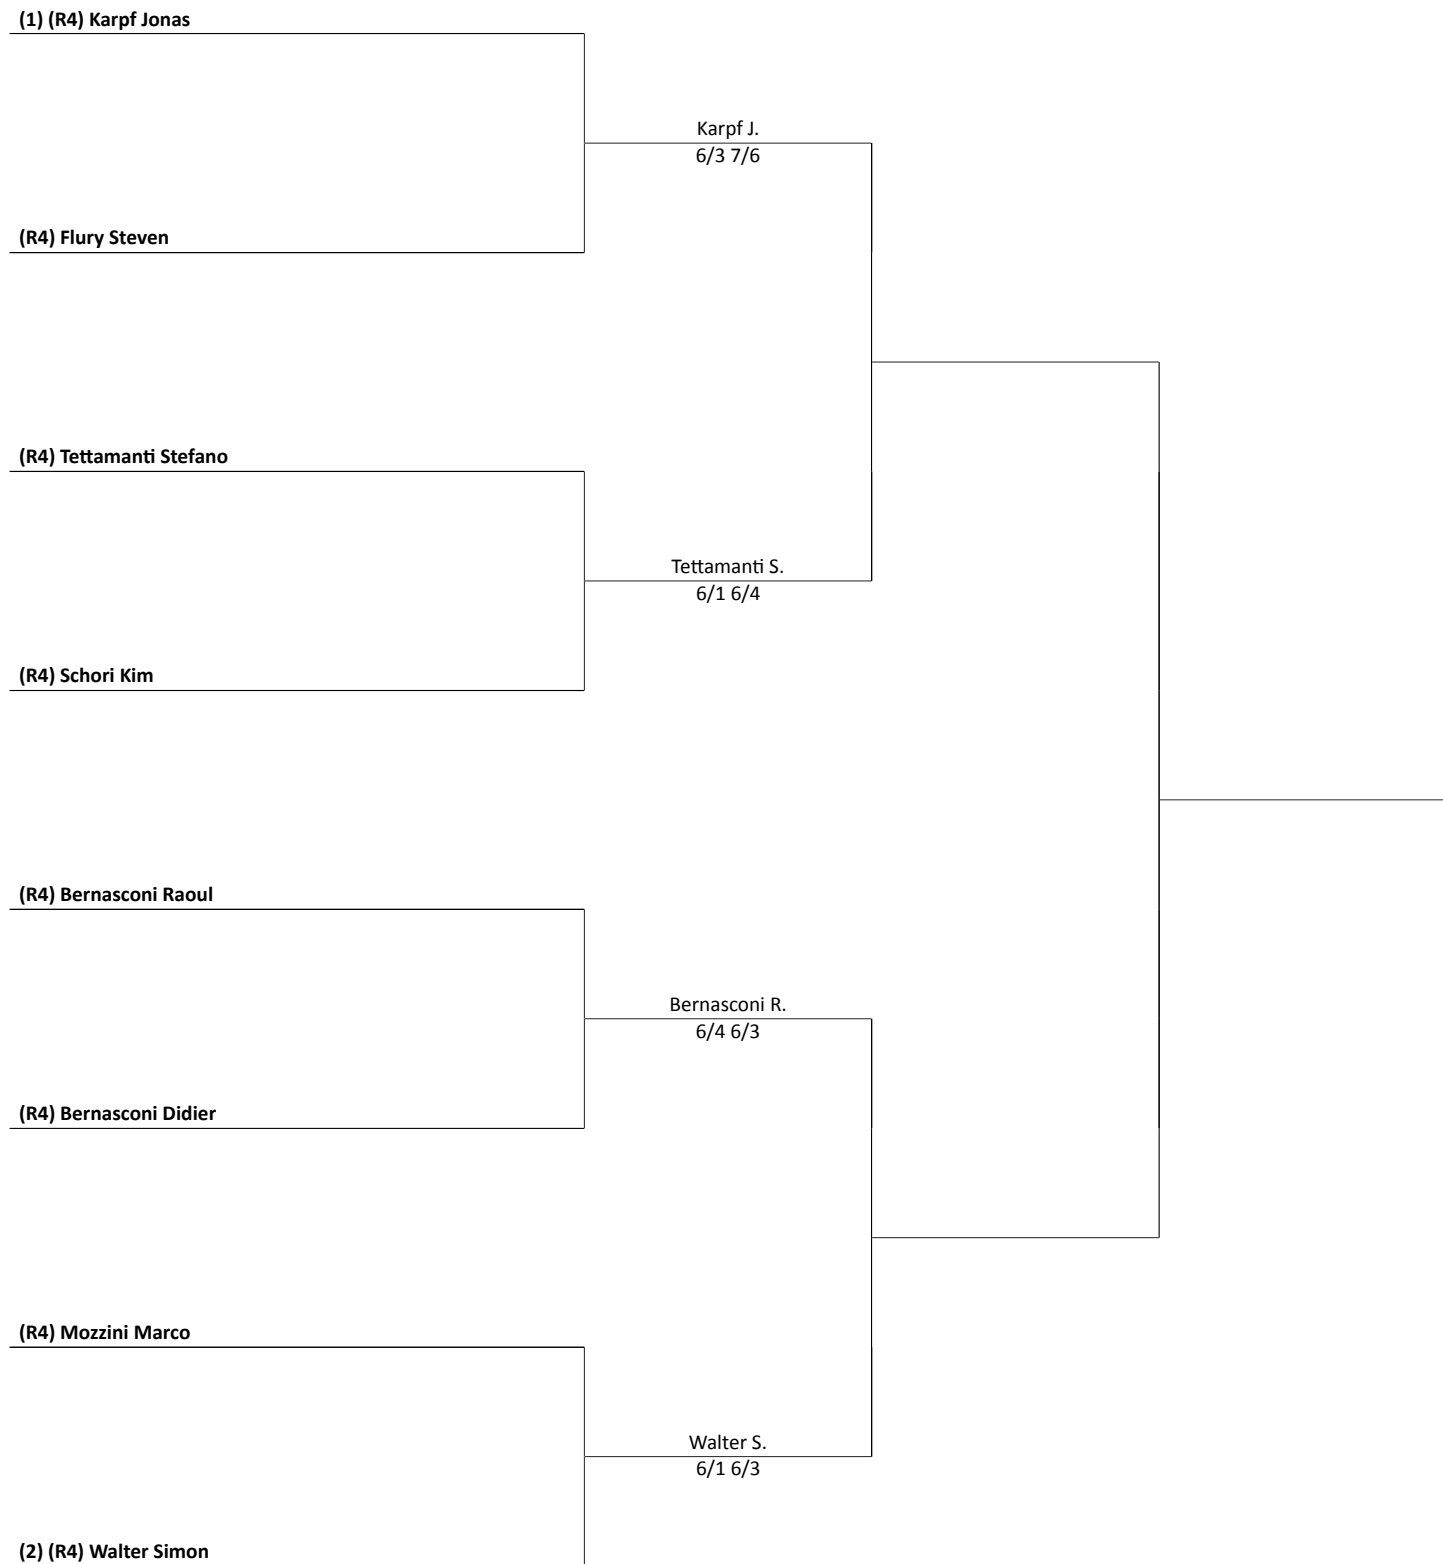 (1) (R4) Karpf Jonas
Karpf J.
6/3 7/6
(R4) Flury Steven
(R4) Tettamanti Stefano
Tettamanti S.
6/1 6/4
(R4) Schori Kim
(R4) Bernasconi Raoul
Bernasconi R.
6/4 6/3
(R4) Bernasconi Didier
(R4) Mozzini Marco
Walter S.
6/1 6/3
(2) (R4) Walter Simon